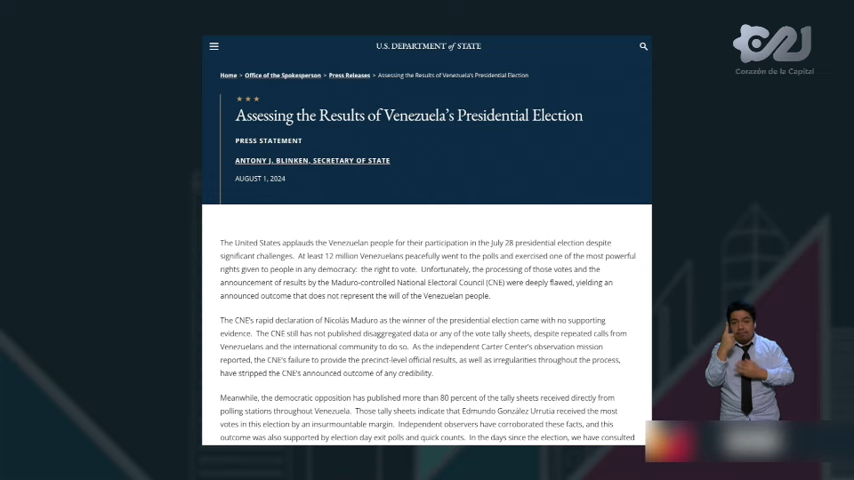 U.S. DEPARTMENT of STATE
Home > Office of the Spokesperson > Press Releases > Assessing the Results of Venezuela's Presidential Election
Assessing the Results of Venezuela's Presidential Election
PRESS STATEMENT
ANTONY J. BLINKEN, SECRETARY OF STATE
AUGUST 1, 2024
The United States applauds the Venezuelan people for their participation in the July 28 presidential election despite
significant challenges. At least 12 million Venezuelans peacefully went to the polls and exercised one of the most powerful
rights given to people in any democracy: the right to vote. Unfortunately, the processing of those votes and the
announcement of results by the Maduro-controlled National Electoral Council (CNE) were deeply flawed, yielding an
announced outcome that does not represent the will of the Venezuelan people.
The CNE's rapid declaration of Nicolás Maduro as the winner of the presidential election came with no supporting
evidence. The CNE still has not published disaggregated data or any of the vote tally sheets, despite repeated calls from
Venezuelans and the international community to do so. As the independent Carter Center's observation mission
reported, the CNE's failure to provide the precinct-level official results, as well as irregularities throughout the process,
have stripped the CNE's announced outcome of any credibility.
Meanwhile, the democratic opposition has published more than 80 percent of the tally sheets received directly from
polling stations throughout Venezuela. Those tally sheets indicate that Edmundo González Urrutia received the most
votes in this election by an insurmountable margin. Independent observers have corroborated these facts, and this
outcome was also supported by election day exit polls and quick counts. In the days since the election, we have consulted
Corazón de la Capital